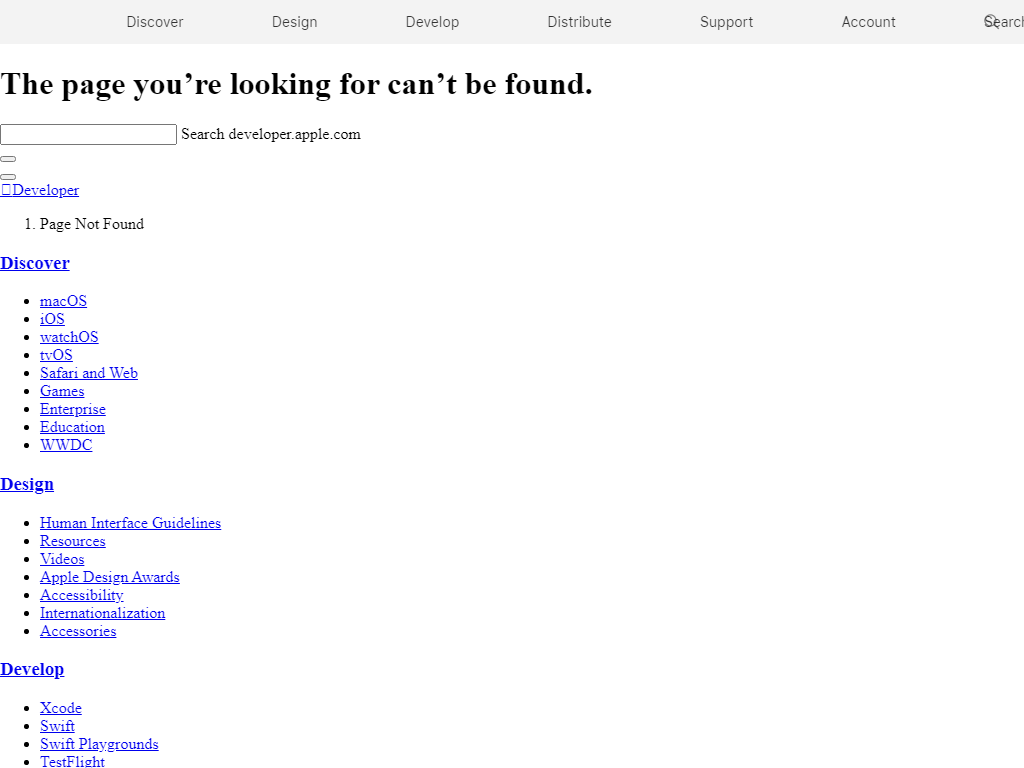 Discover Design Develop Distribute Support Account Search
The page you’re looking for can’t be found.
Search developer.apple.com
Developer
1. Page Not Found
Discover
macOS
iOS
watchOS
tvOS
Safari and Web
Games
Enterprise
Education
WWDC
Design
Human Interface Guidelines
Resources
Videos
Apple Design Awards
Accessibility
Internationalization
Accessories
Develop
Xcode
Swift
Swift Playgrounds
TestFlight